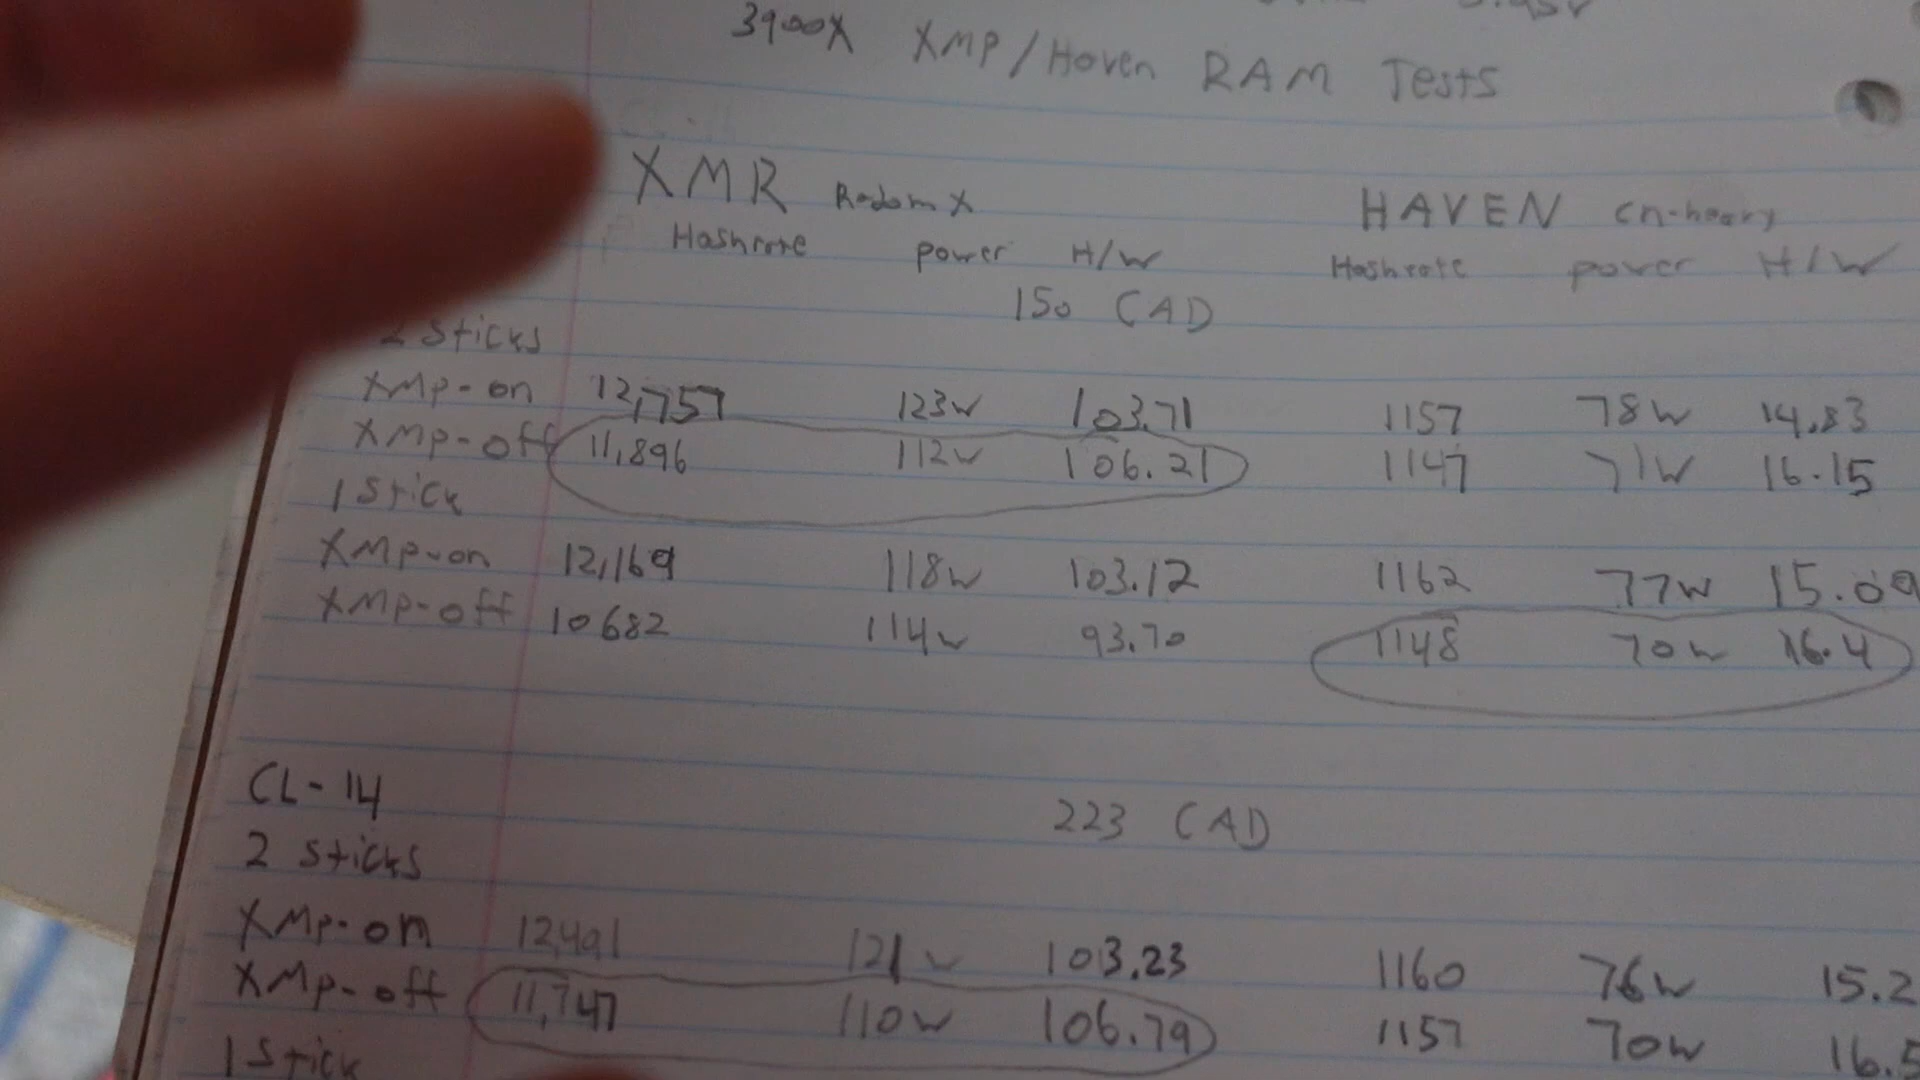 3900X XMP/Haven RAM Tests
XMR RadomX HAVEN cn-heavy
Hashrate power H/W Hashrate power H/W
150 CAD
2 sticks
XMP-on 12,757 123w 103.71 1157 78w 14.83
XMP-off 11,896 112w 106.21 1147 71w 16.15
1 Stick
XMP-on 12,169 118w 103.12 1162 77w 15.09
XMP-off 10682 114w 93.70 1148 70w 16.4
CL-14 223 CAD
2 sticks
XMP-on 12,491 121w 103.23 1160 76w 15.2
XMP-off 11,747 110w 106.79 1157 70w 16.5
1 Stick